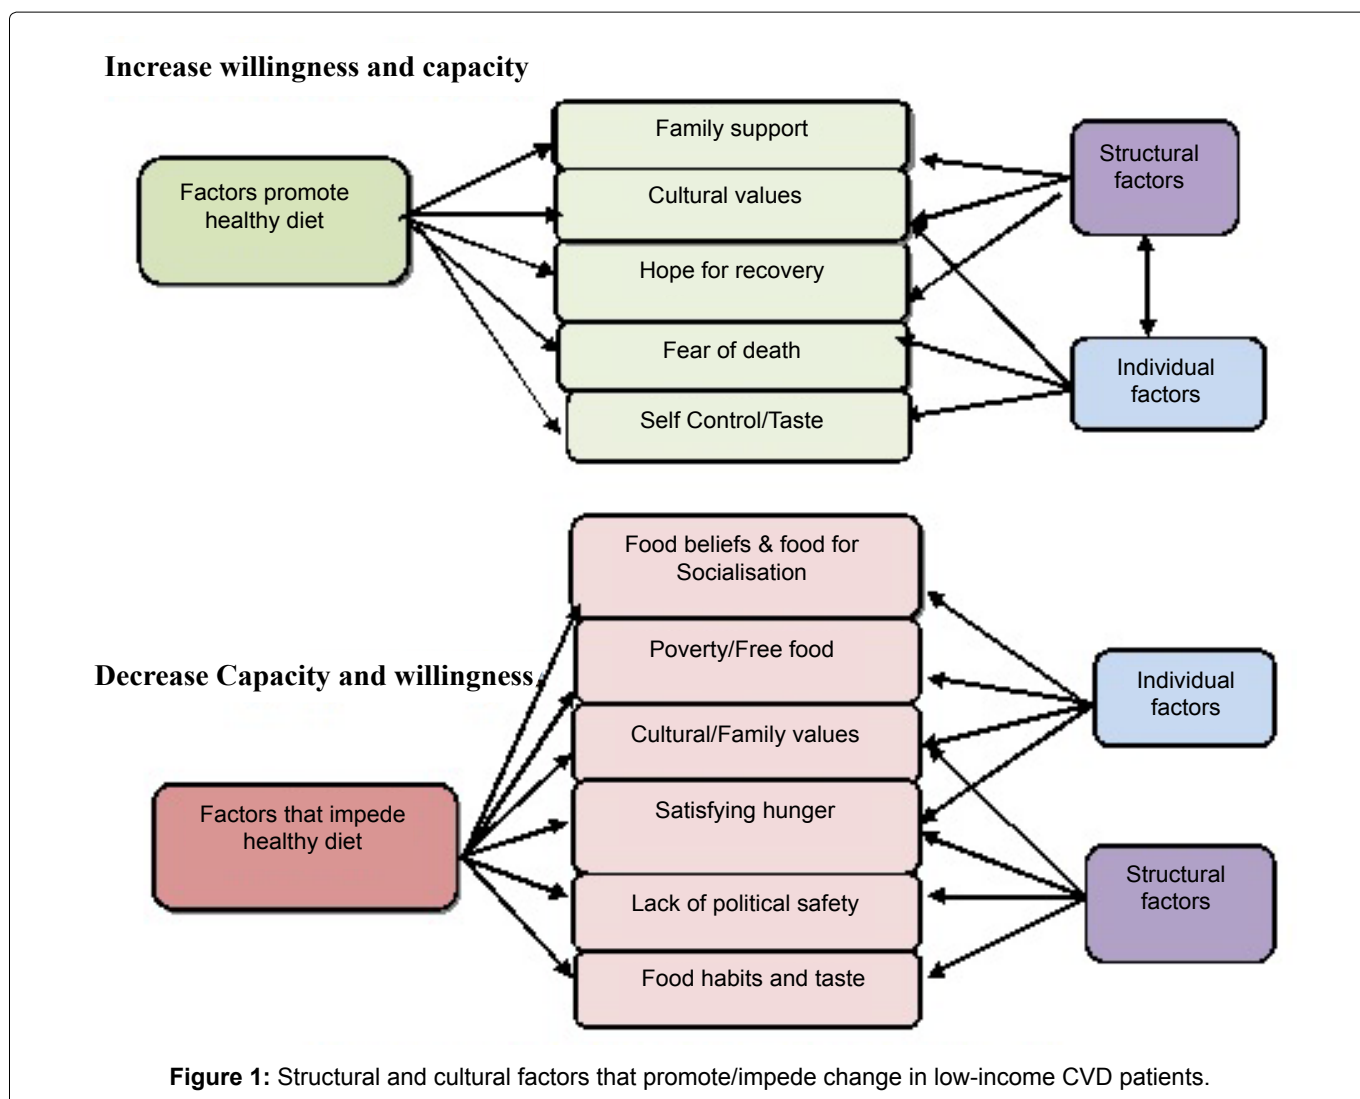 Increase willingness and capacity
Factors promote
healthy diet
Family support
Cultural values
Hope for recovery
Fear of death
Self Control/Taste
Structural
factors
Individual
factors
Decrease Capacity and willingness
Factors that impede
healthy diet
Food beliefs & food for
Socialisation
Poverty/Free food
Cultural/Family values
Satisfying hunger
Lack of political safety
Food habits and taste
Individual
factors
Structural
factors
Figure 1: Structural and cultural factors that promote/impede change in low-income CVD patients.